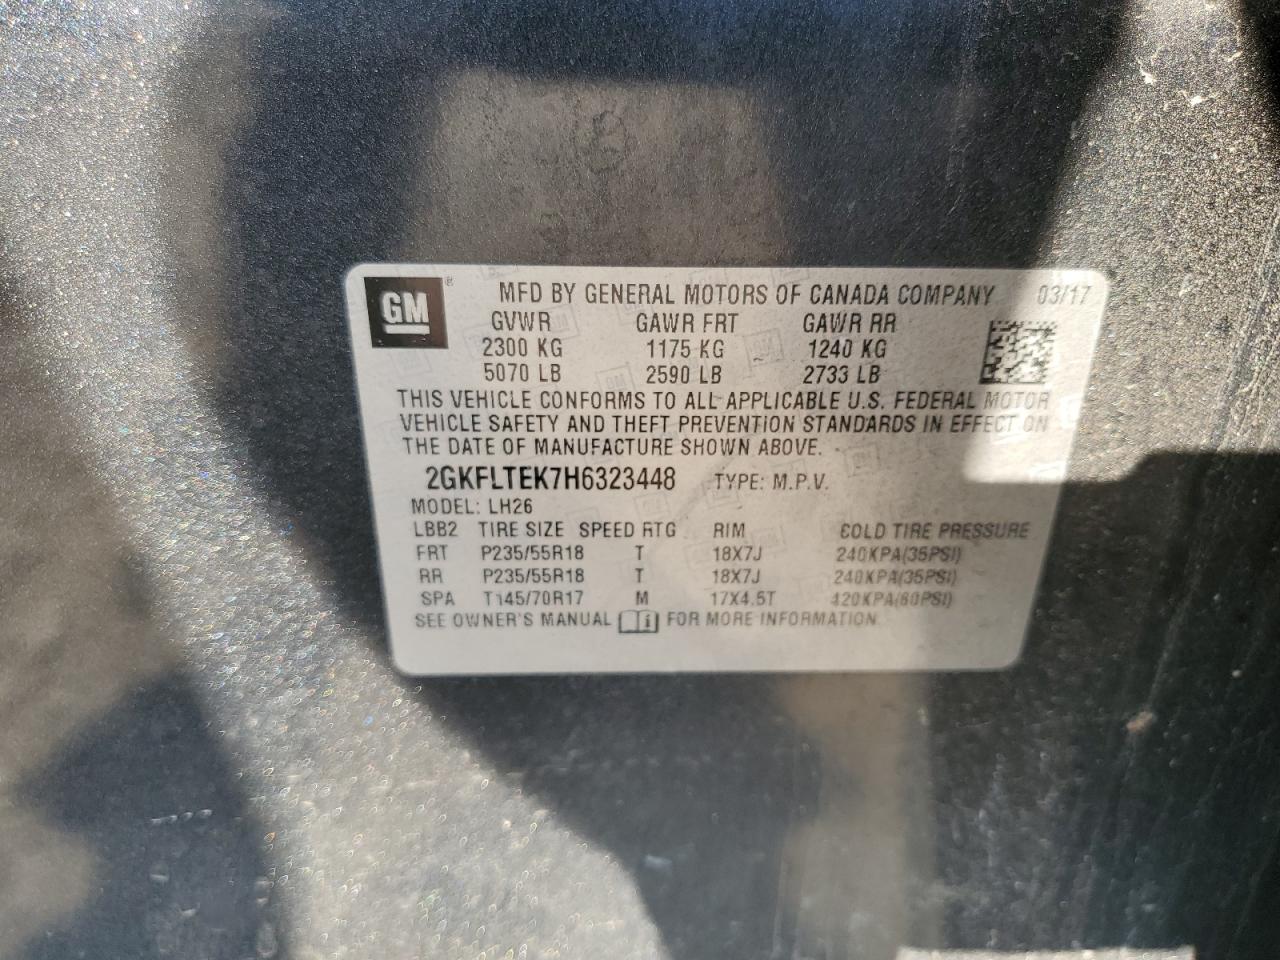 GM ® MFD BY GENERAL MOTORS OF CANADA COMPANY 03/17
GVWR GAWR FRT GAWR RR
2300 KG 1175 KG 1240 KG
5070 LB 2590 LB 2733 LB
THIS VEHICLE CONFORMS TO ALL APPLICABLE U.S. FEDERAL MOTOR
VEHICLE SAFETY AND THEFT PREVENTION STANDARDS IN EFFECT ON
THE DATE OF MANUFACTURE SHOWN ABOVE.
2GKFLTEK7H6323448 TYPE: M.P.V.
MODEL: LH26
LBB2 TIRE SIZE SPEED RTG RIM COLD TIRE PRESSURE
FRT P235/55R18 T 18X7J 240KPA(35PSI)
RR P235/55R18 T 18X7J 240KPA(35PSI)
SPA T145/70R17 M 17X4.5T 420KPA(60PSI)
SEE OWNER'S MANUAL FOR MORE INFORMATION